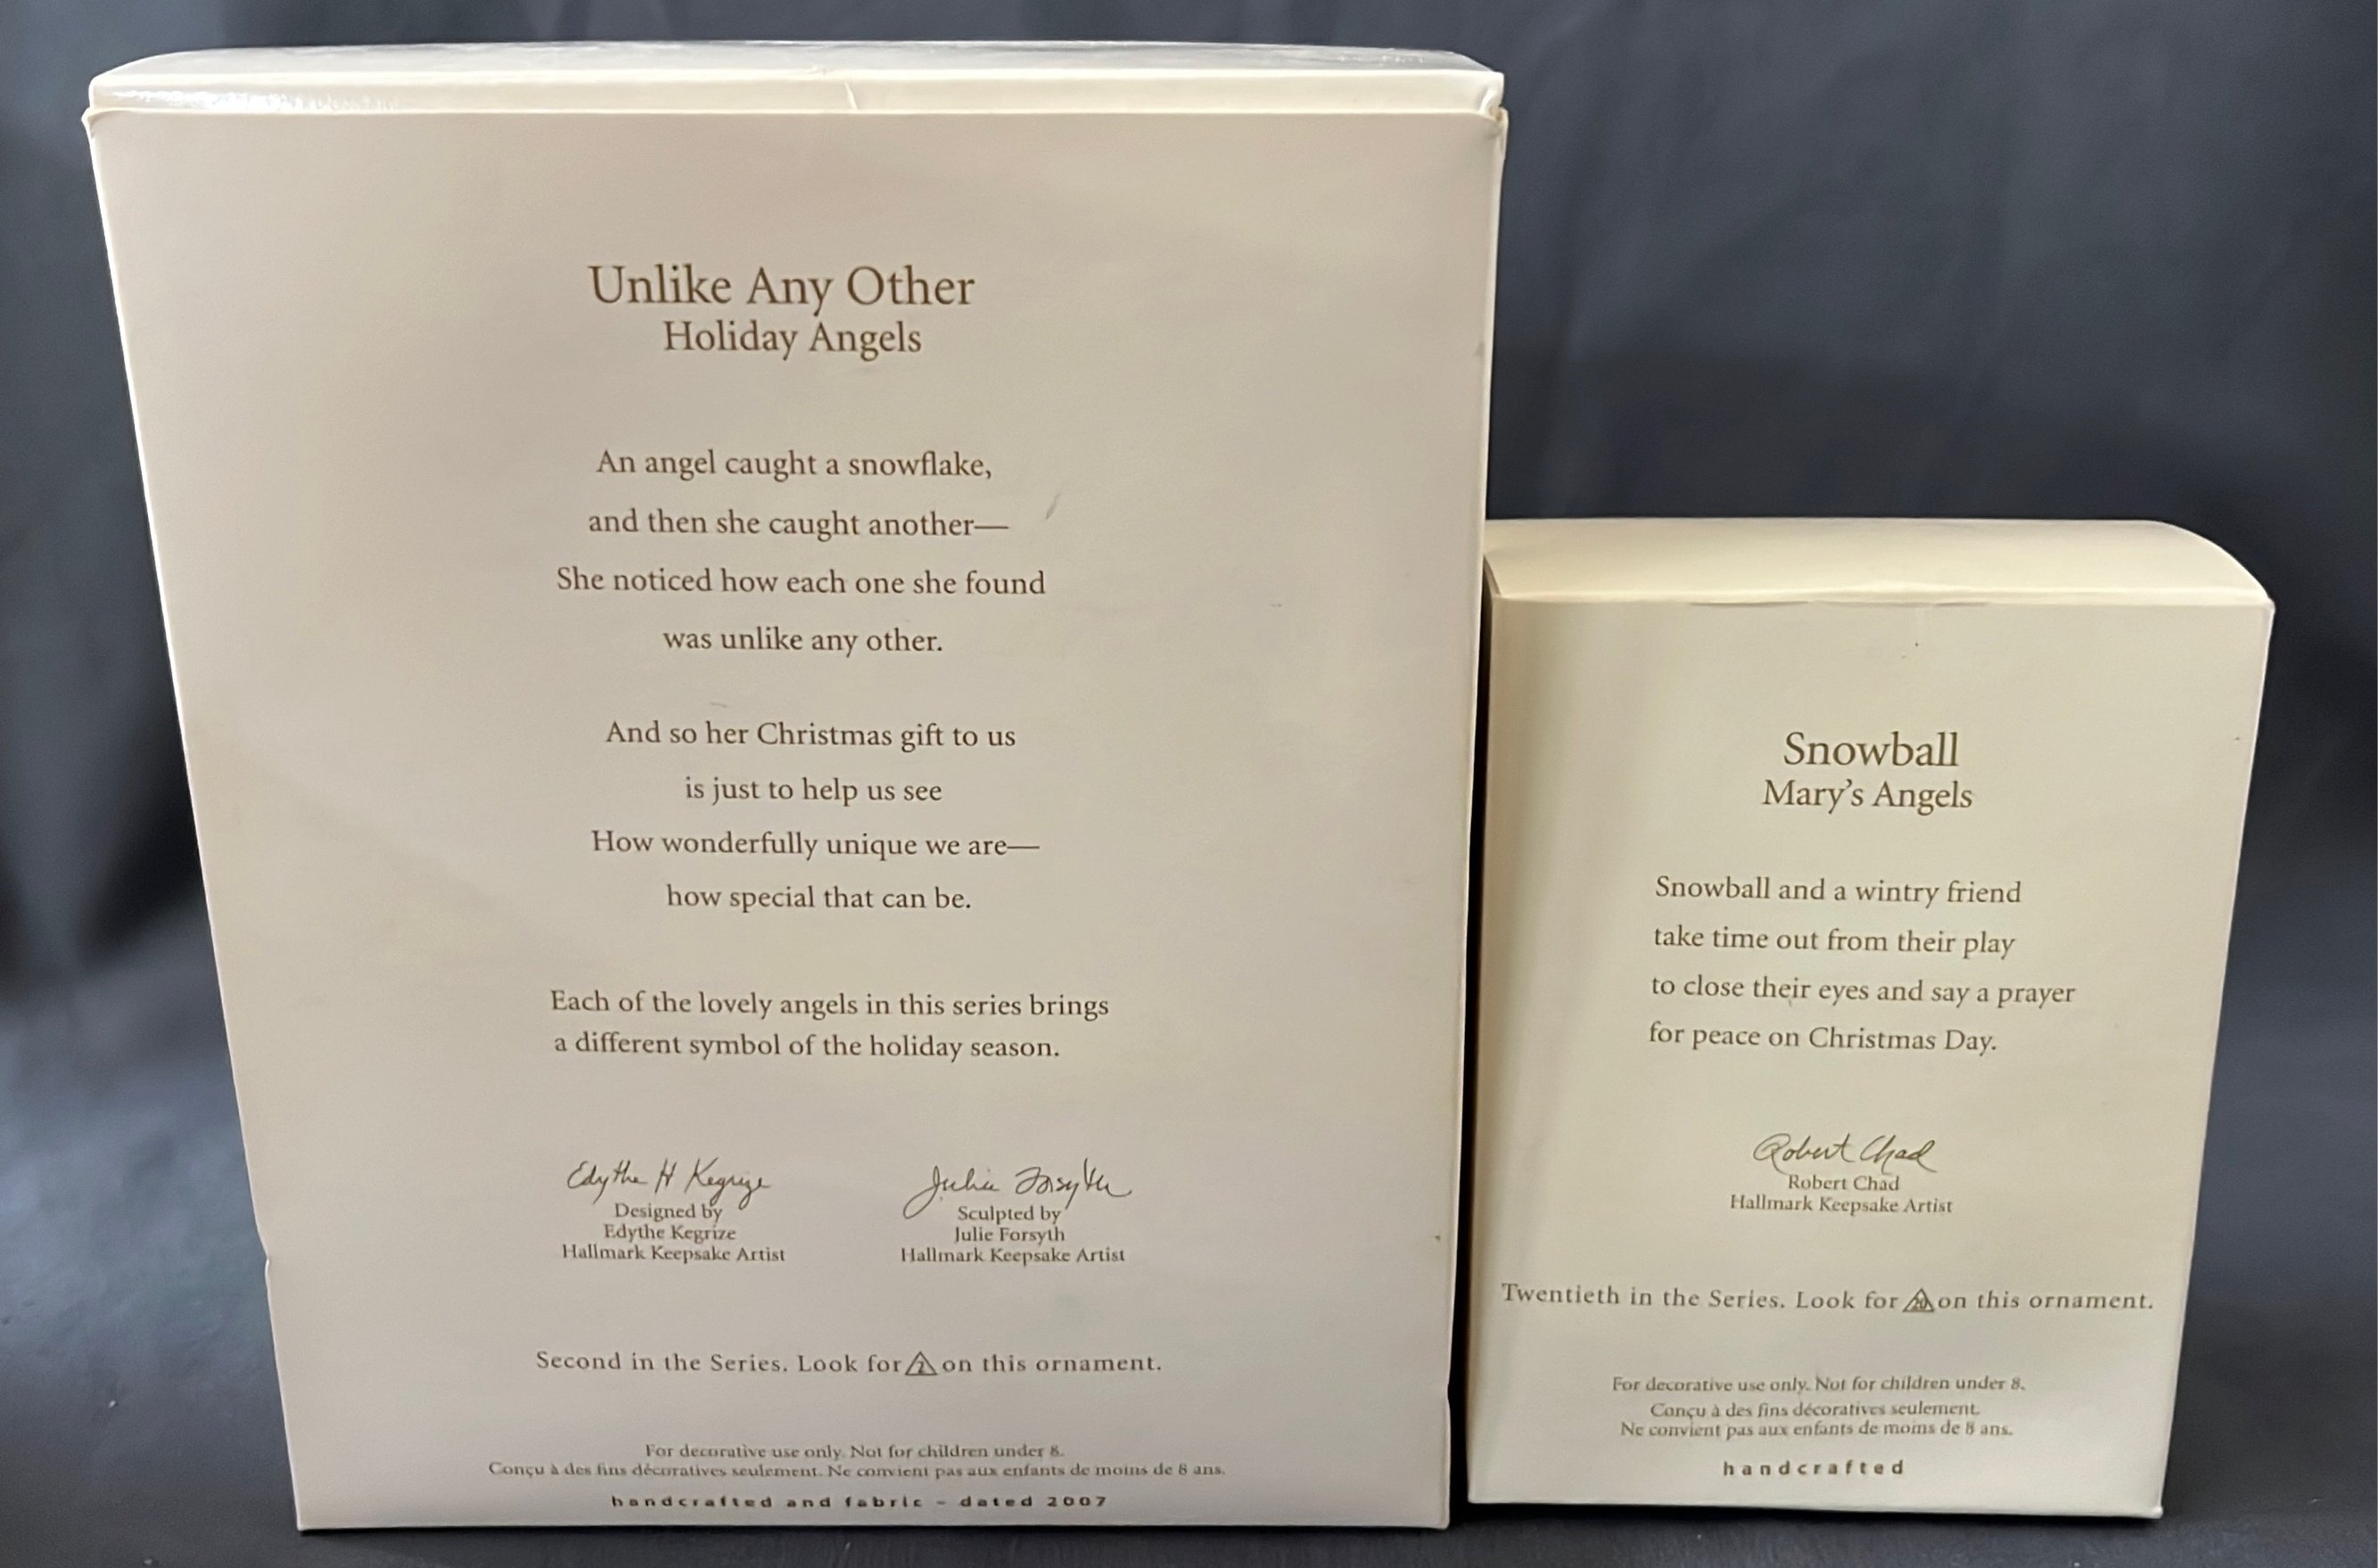 Unlike Any Other
Holiday Angels
An angel caught a snowflake,
and then she caught another—
She noticed how each one she found
was unlike any other.
And so her Christmas gift to us
is just to help us see
How wonderfully unique we are—
how special that can be.
Each of the lovely angels in this series brings
a different symbol of the holiday season.
Edythe H Kegrize
Designed by
Edythe Kegrize
Hallmark Keepsake Artist
Julie Forsyth
Sculpted by
Julie Forsyth
Hallmark Keepsake Artist
Second in the Series. Look for 2 on this ornament.
For decorative use only. Not for children under 8.
Conçu à des fins décoratives seulement. Ne convient pas aux enfants de moins de 8 ans.
handcrafted and fabric – dated 2007
Snowball
Mary's Angels
Snowball and a wintry friend
take time out from their play
to close their eyes and say a prayer
for peace on Christmas Day.
Robert Chad
Robert Chad
Hallmark Keepsake Artist
Twentieth in the Series. Look for 20 on this ornament.
For decorative use only. Not for children under 8.
Conçu à des fins décoratives seulement.
Ne convient pas aux enfants de moins de 8 ans.
handcrafted